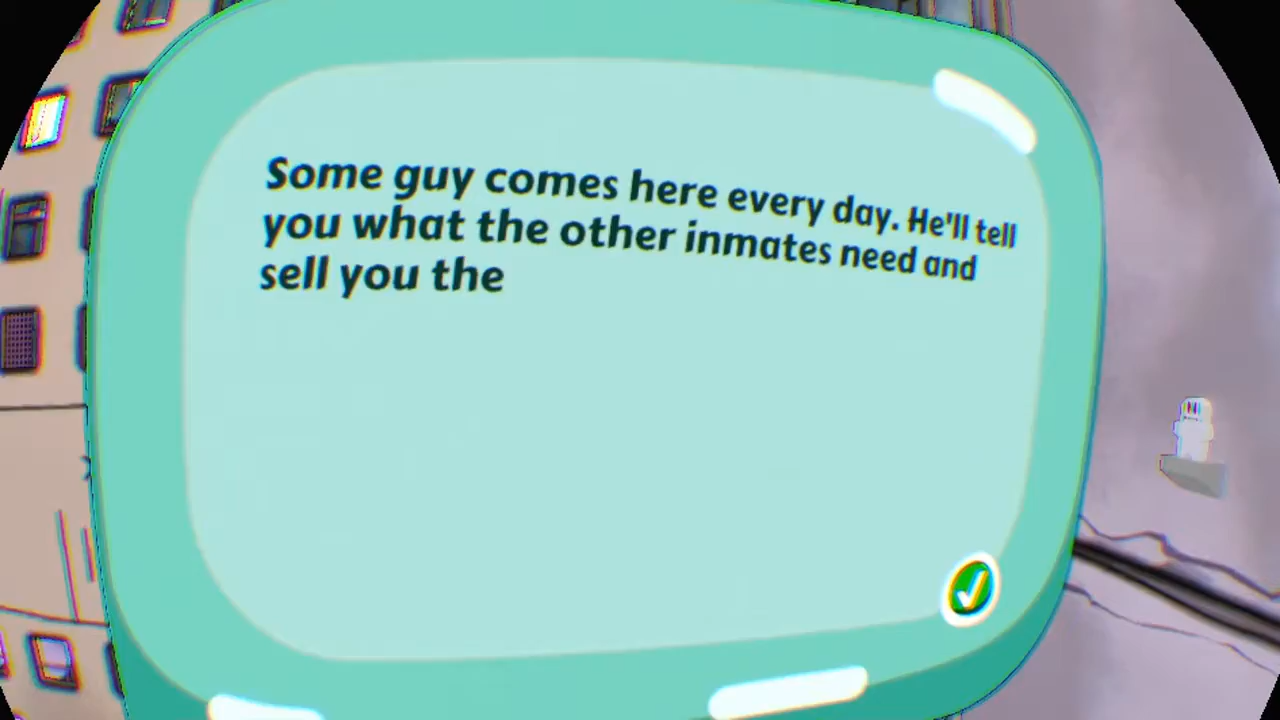 Some guy comes here every day. He'll tell
you what the other inmates need and
sell you the